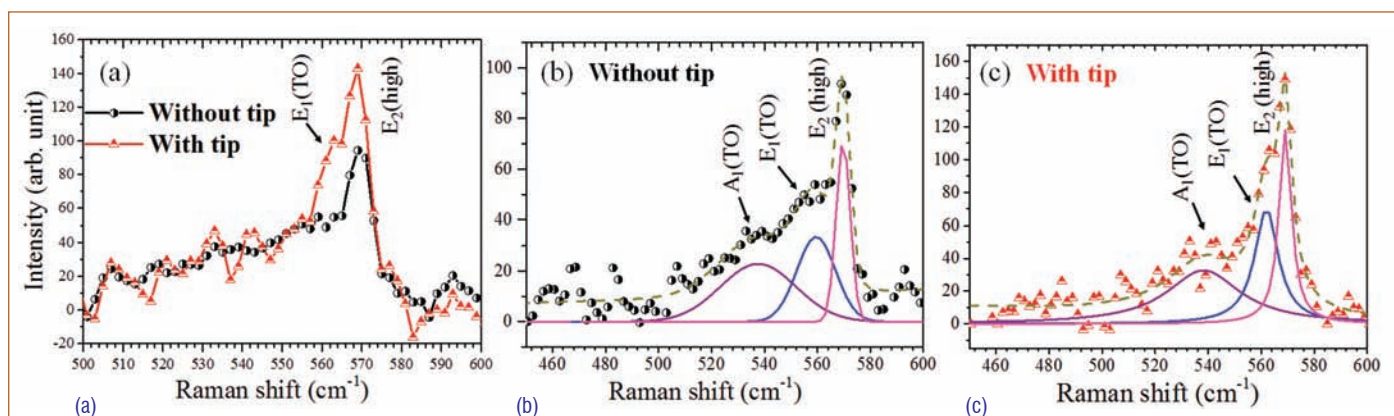 (a)
Without tip
With tip
E₁(TO)
E₂(high)
Intensity (arb. unit)
160
140
120
100
80
60
40
20
0
-20
500 510 520 530 540 550 560 570 580 590 600
Raman shift (cm⁻¹)
(a)
(b) Without tip
A₁(TO)
E₁(TO)
E₂ (high)
100
80
60
40
20
0
460 480 500 520 540 560 580 600
Raman shift (cm⁻¹)
(b)
(c) With tip
A₁(TO)
E₁(TO)
E₂ (high)
160
140
120
100
80
60
40
20
0
-20
460 480 500 520 540 560 580 600
Raman shift (cm⁻¹)
(c)